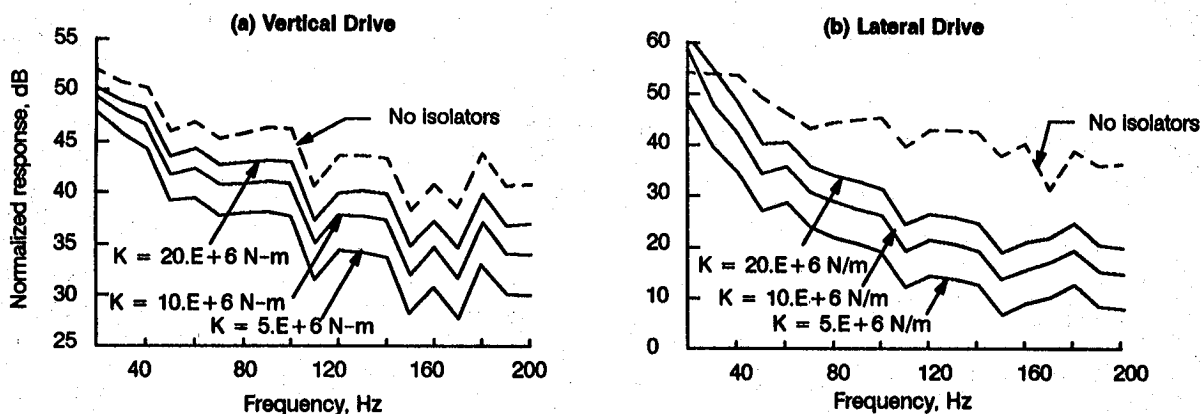 (a) Vertical Drive
Normalized response, dB
55
50
45
40
35
30
25
No isolators
K = 20.E+6 N-m
K = 10.E+6 N-m
K = 5.E+6 N-m
40
80
120
160
200
Frequency, Hz
(b) Lateral Drive
60
50
40
30
20
10
0
No isolators
K = 20.E+6 N/m
K = 10.E+6 N/m
K = 5.E+6 N/m
40
80
120
160
200
Frequency, Hz